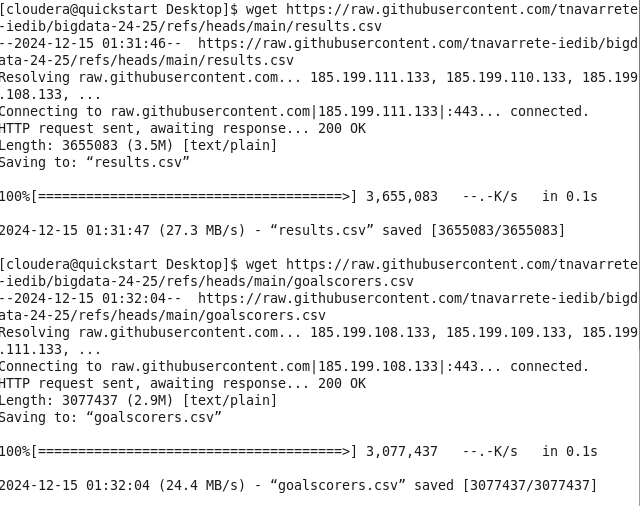 [cloudera@quickstart Desktop]$ wget https://raw.githubusercontent.com/tnavarrete
-iedib/bigdata-24-25/refs/heads/main/results.csv
--2024-12-15 01:31:46--  https://raw.githubusercontent.com/tnavarrete-iedib/bigd
ata-24-25/refs/heads/main/results.csv
Resolving raw.githubusercontent.com... 185.199.111.133, 185.199.110.133, 185.199
.108.133, ...
Connecting to raw.githubusercontent.com|185.199.111.133|:443... connected.
HTTP request sent, awaiting response... 200 OK
Length: 3655083 (3.5M) [text/plain]
Saving to: “results.csv”

100%[======================================>] 3,655,083   --.-K/s   in 0.1s

2024-12-15 01:31:47 (27.3 MB/s) - “results.csv” saved [3655083/3655083]

[cloudera@quickstart Desktop]$ wget https://raw.githubusercontent.com/tnavarrete
-iedib/bigdata-24-25/refs/heads/main/goalscorers.csv
--2024-12-15 01:32:04--  https://raw.githubusercontent.com/tnavarrete-iedib/bigd
ata-24-25/refs/heads/main/goalscorers.csv
Resolving raw.githubusercontent.com... 185.199.108.133, 185.199.109.133, 185.199
.111.133, ...
Connecting to raw.githubusercontent.com|185.199.108.133|:443... connected.
HTTP request sent, awaiting response... 200 OK
Length: 3077437 (2.9M) [text/plain]
Saving to: “goalscorers.csv”

100%[======================================>] 3,077,437   --.-K/s   in 0.1s

2024-12-15 01:32:04 (24.4 MB/s) - “goalscorers.csv” saved [3077437/3077437]